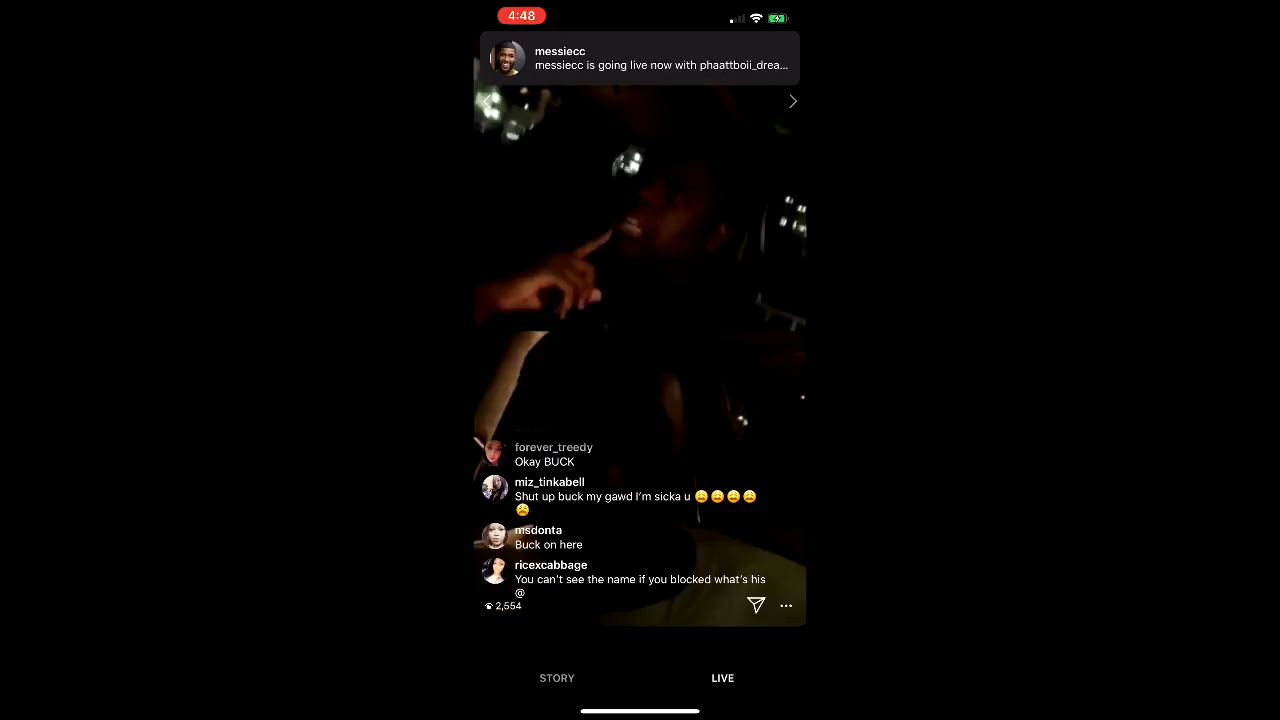 4:48
messiecc
messiecc is going live now with phaattboii_drea...
forever_treedy
Okay BUCK
miz_tinkabell
Shut up buck my gawd I'm sicka u 😩😩😩😩
😩
msdonta
Buck on here
ricexcabbage
You can't see the name if you blocked what's his
@
2,554
STORY
LIVE